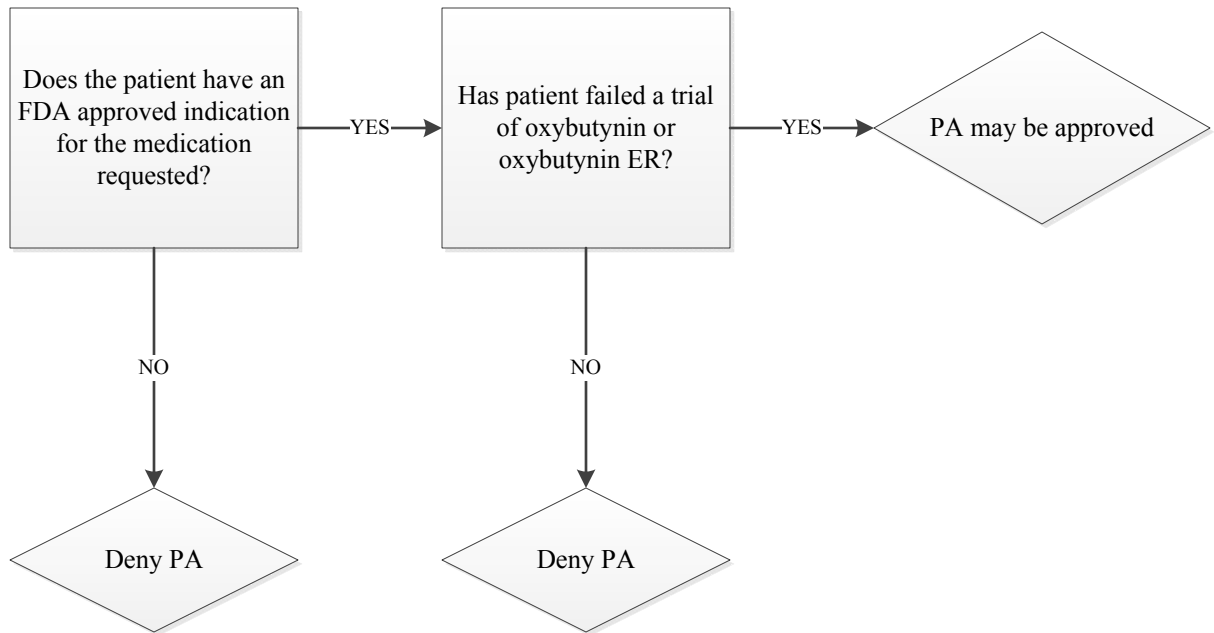 Does the patient have an
FDA approved indication
for the medication
requested?
YES
Has patient failed a trial
of oxybutynin or
oxybutynin ER?
YES
PA may be approved
NO
NO
Deny PA
Deny PA